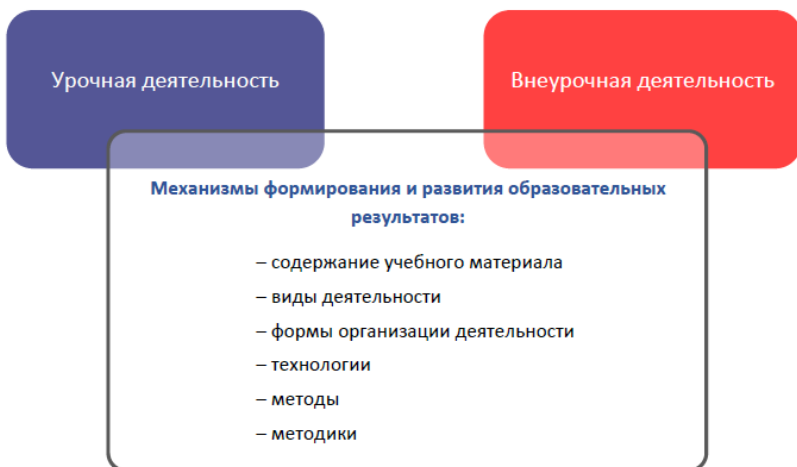 Урочная деятельность
Внеурочная деятельность
Механизмы формирования и развития образовательных
результатов:
– содержание учебного материала
– виды деятельности
– формы организации деятельности
– технологии
– методы
– методики